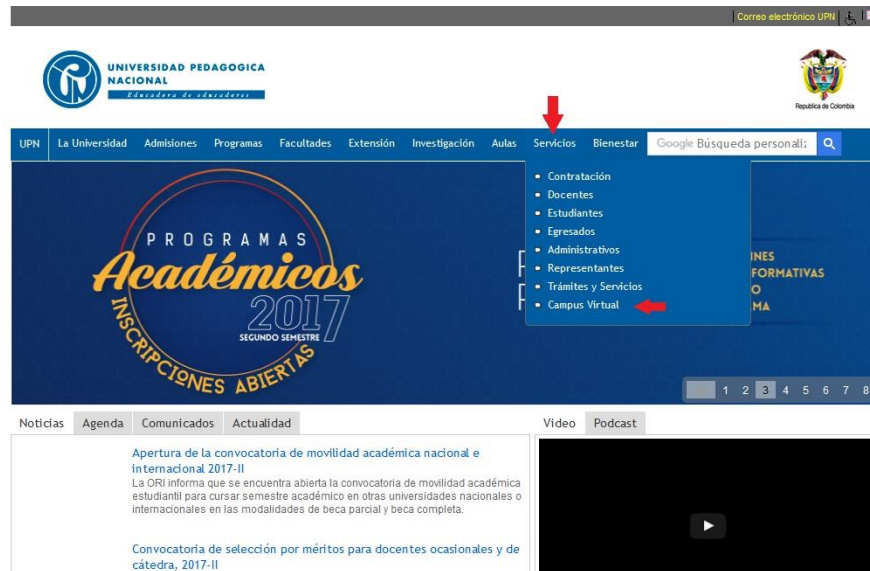 Correo electrónico UPN
UNIVERSIDAD PEDAGOGICA
NACIONAL
Educadora de educadores
Republica de Colombia
UPN La Universidad Admisiones Programas Facultades Extensión Investigación Aulas Servicios Bienestar Google Búsqueda personali
• Contratación
• Docentes
• Estudiantes
• Egresados
• Administrativos
• Representantes
• Trámites y Servicios
• Campus Virtual
PROGRAMAS
Académicos
2017
SEGUNDO SEMESTRE
INSCRIPCIONES ABIERTAS
INES
FORMATIVAS
O
MA
1 2 3 4 5 6 7 8
Noticias Agenda Comunicados Actualidad
Video Podcast
Apertura de la convocatoria de movilidad académica nacional e
internacional 2017-II
La ORI informa que se encuentra abierta la convocatoria de movilidad académica
estudiantil para cursar semestre académico en otras universidades nacionales o
internacionales en las modalidades de beca parcial y beca completa.
Convocatoria de selección por méritos para docentes ocasionales y de
cátedra, 2017-II